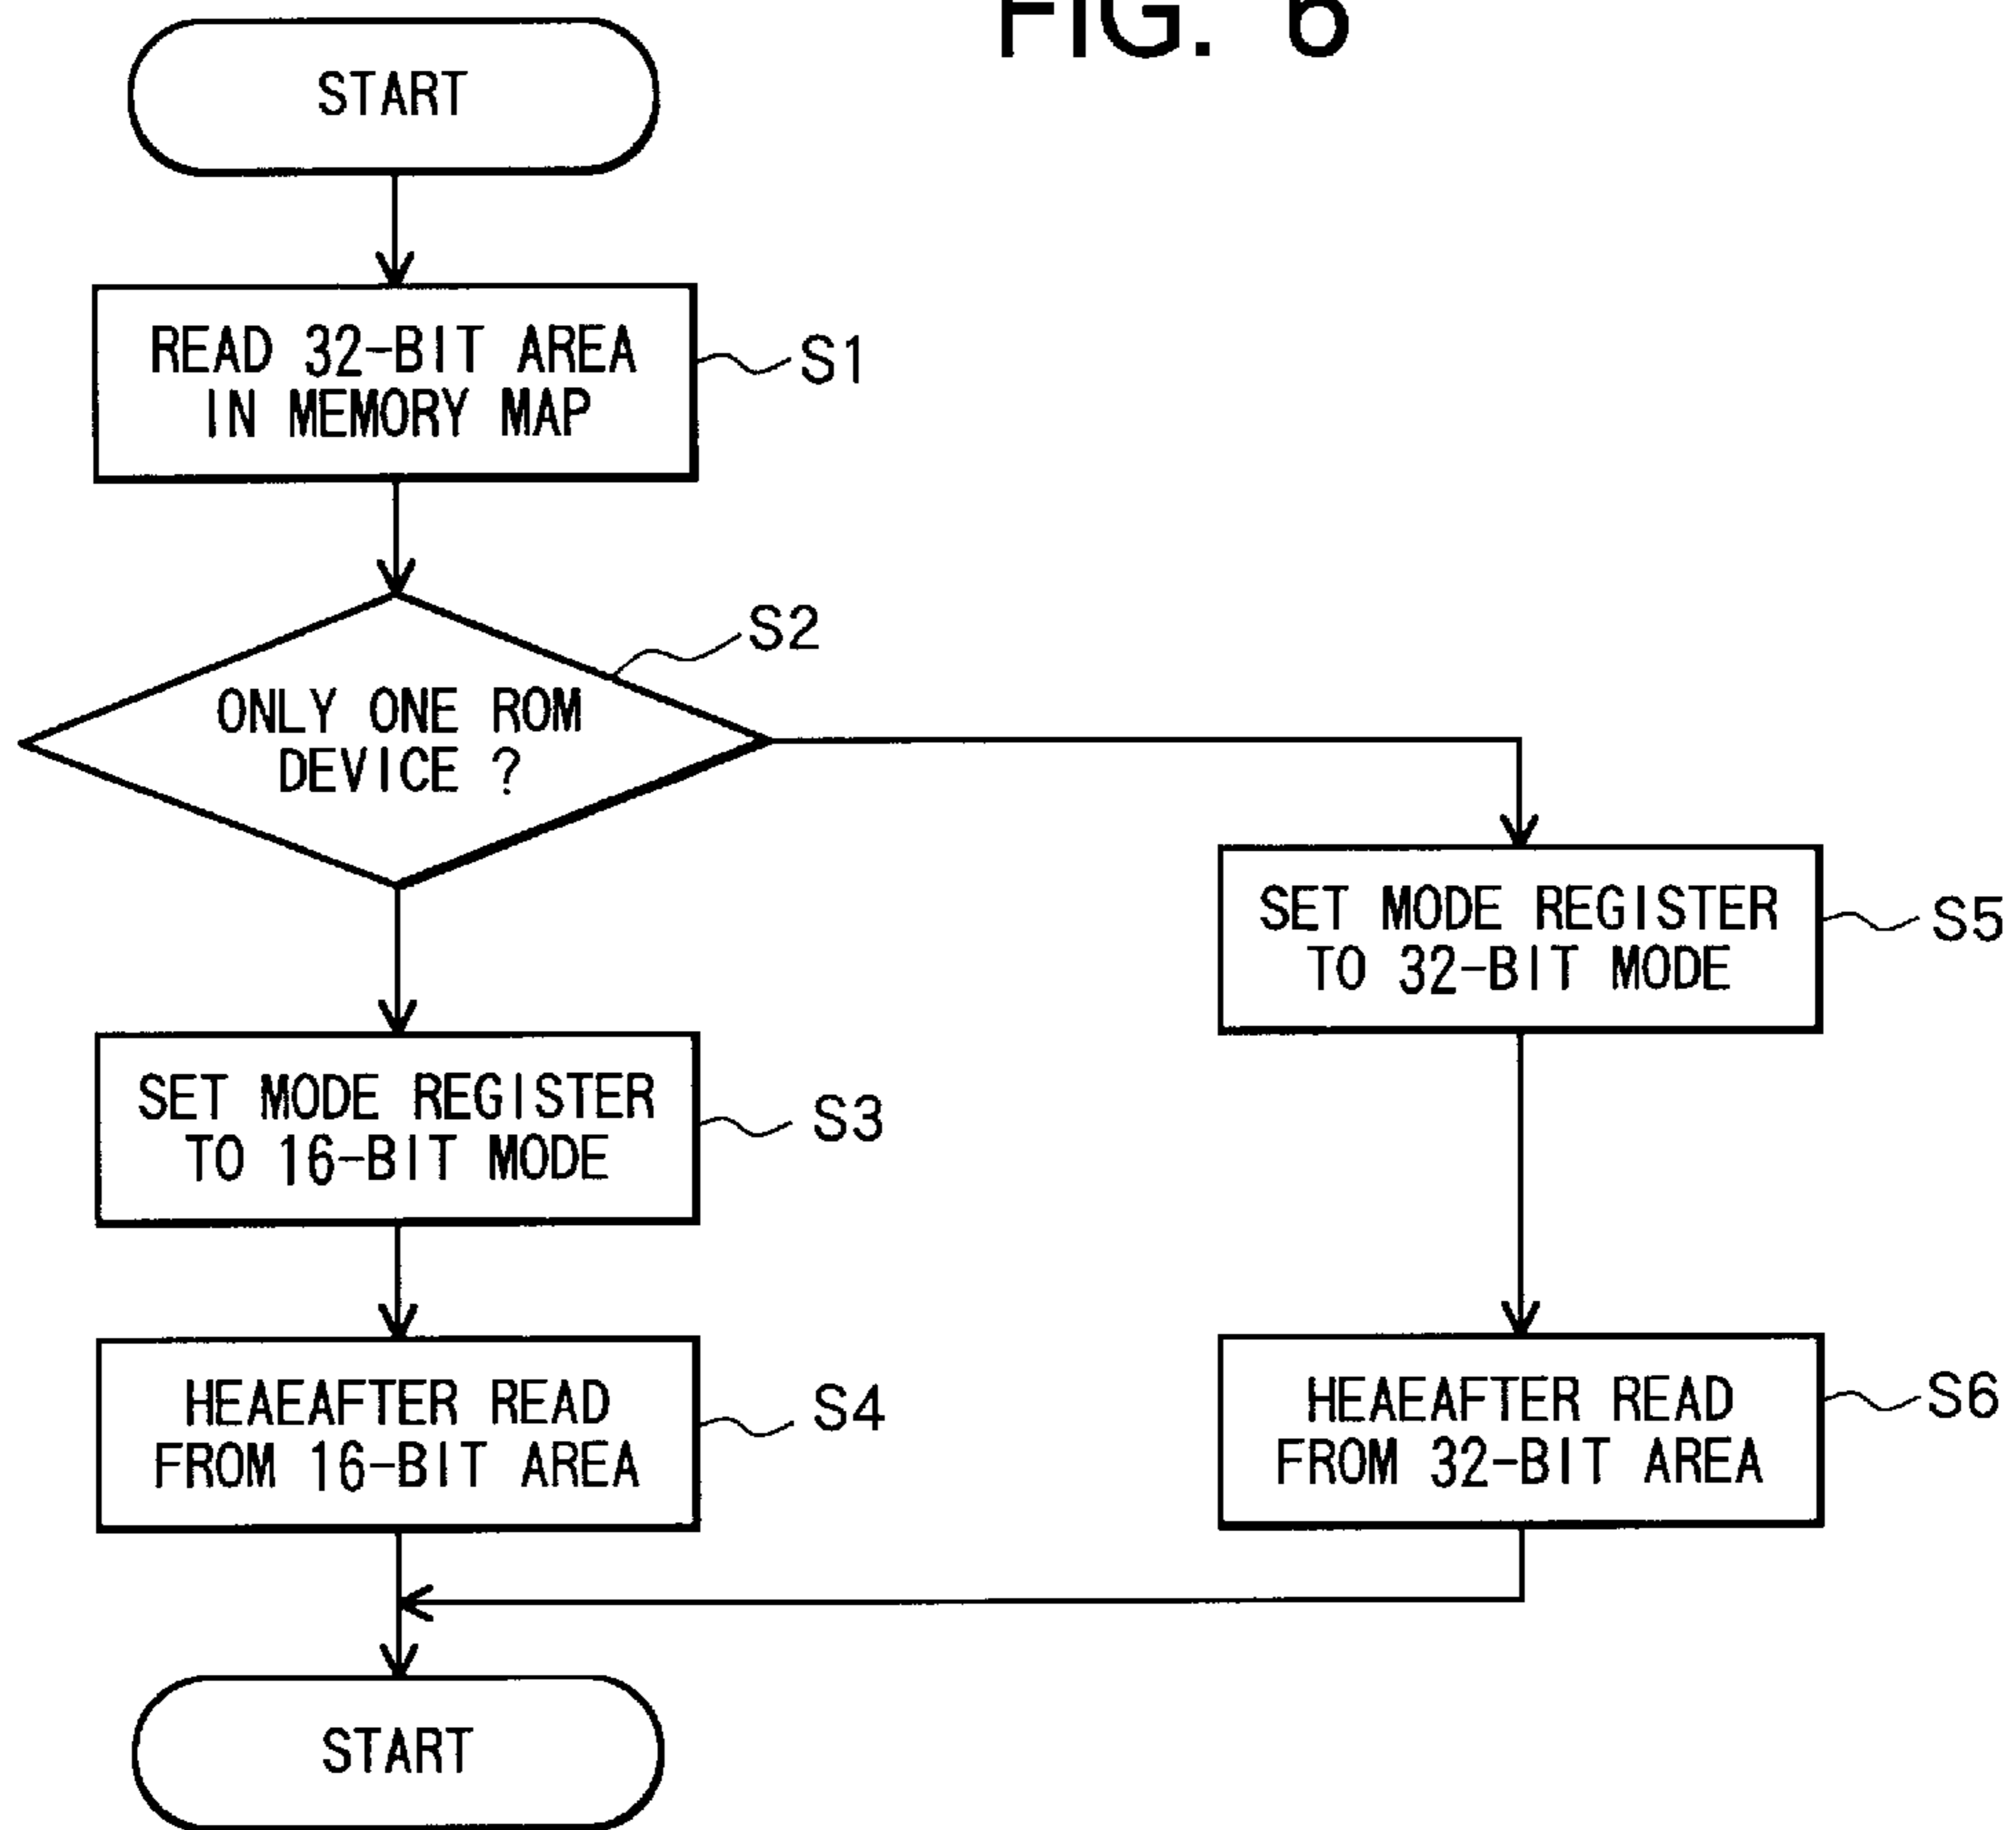 FIG. 6
START
READ 32-BIT AREA
IN MEMORY MAP
S1
S2
ONLY ONE ROM
DEVICE ?
SET MODE REGISTER
TO 32-BIT MODE
S5
SET MODE REGISTER
TO 16-BIT MODE
S3
HEAEAFTER READ
FROM 16-BIT AREA
S4
HEAEAFTER READ
FROM 32-BIT AREA
S6
START